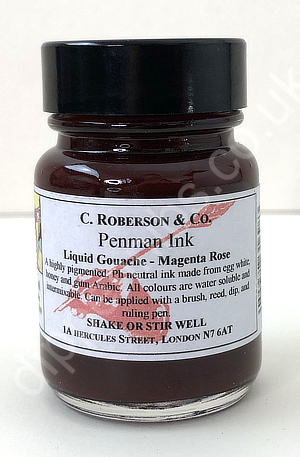 C. Roberson & Co.
Penman Ink
Liquid Gouache - Magenta Rose
A highly pigmented, Ph neutral ink made from egg white,
honey and gum Arabic. All colours are water soluble and
intermixable. Can be applied with a brush, reed, dip, and
ruling pen.
SHAKE OR STIR WELL
1A Hercules Street, London N7 6AT